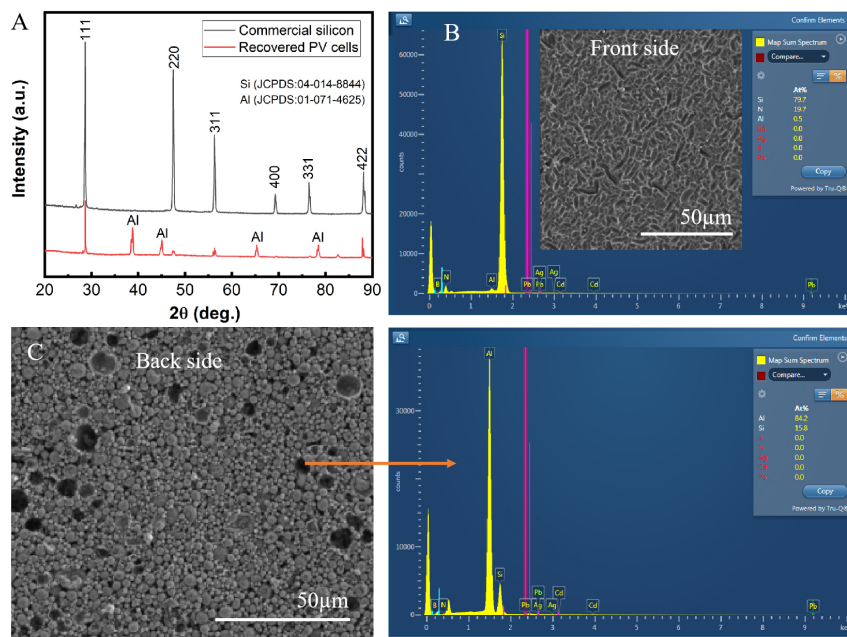 A
Commercial silicon
Recovered PV cells
Si (JCPDS:04-014-8844)
Al (JCPDS:01-071-4625)
111
220
311
400
331
422
Al
Al
Al
Al
Intensity (a.u.)
20 30 40 50 60 70 80 90
2θ (deg.)
B
Front side
50µm
Confirm Elements
Map Sum Spectrum
Compare...
At%
Si 79.7
N 19.7
Al 0.5
0.0
0.0
0.0
0.0
Copy
Powered by Tru-Q®
60000
50000
40000
30000
20000
10000
0
counts
Si
B
N
Al
Pb
Ag
Pb
Ag
Cd
Cd
Pb
0 1 2 3 4 5 6 7 8 9
keV
C
Back side
50µm
Confirm Elements
Map Sum Spectrum
Compare...
At%
Al 84.2
Si 15.8
0.0
0.0
0.0
0.0
0.0
Copy
Powered by Tru-Q®
30000
20000
10000
0
counts
Al
Si
B
N
Pb
Pb
Ag
Ag
Cd
Cd
Pb
0 1 2 3 4 5 6 7 8 9
keV